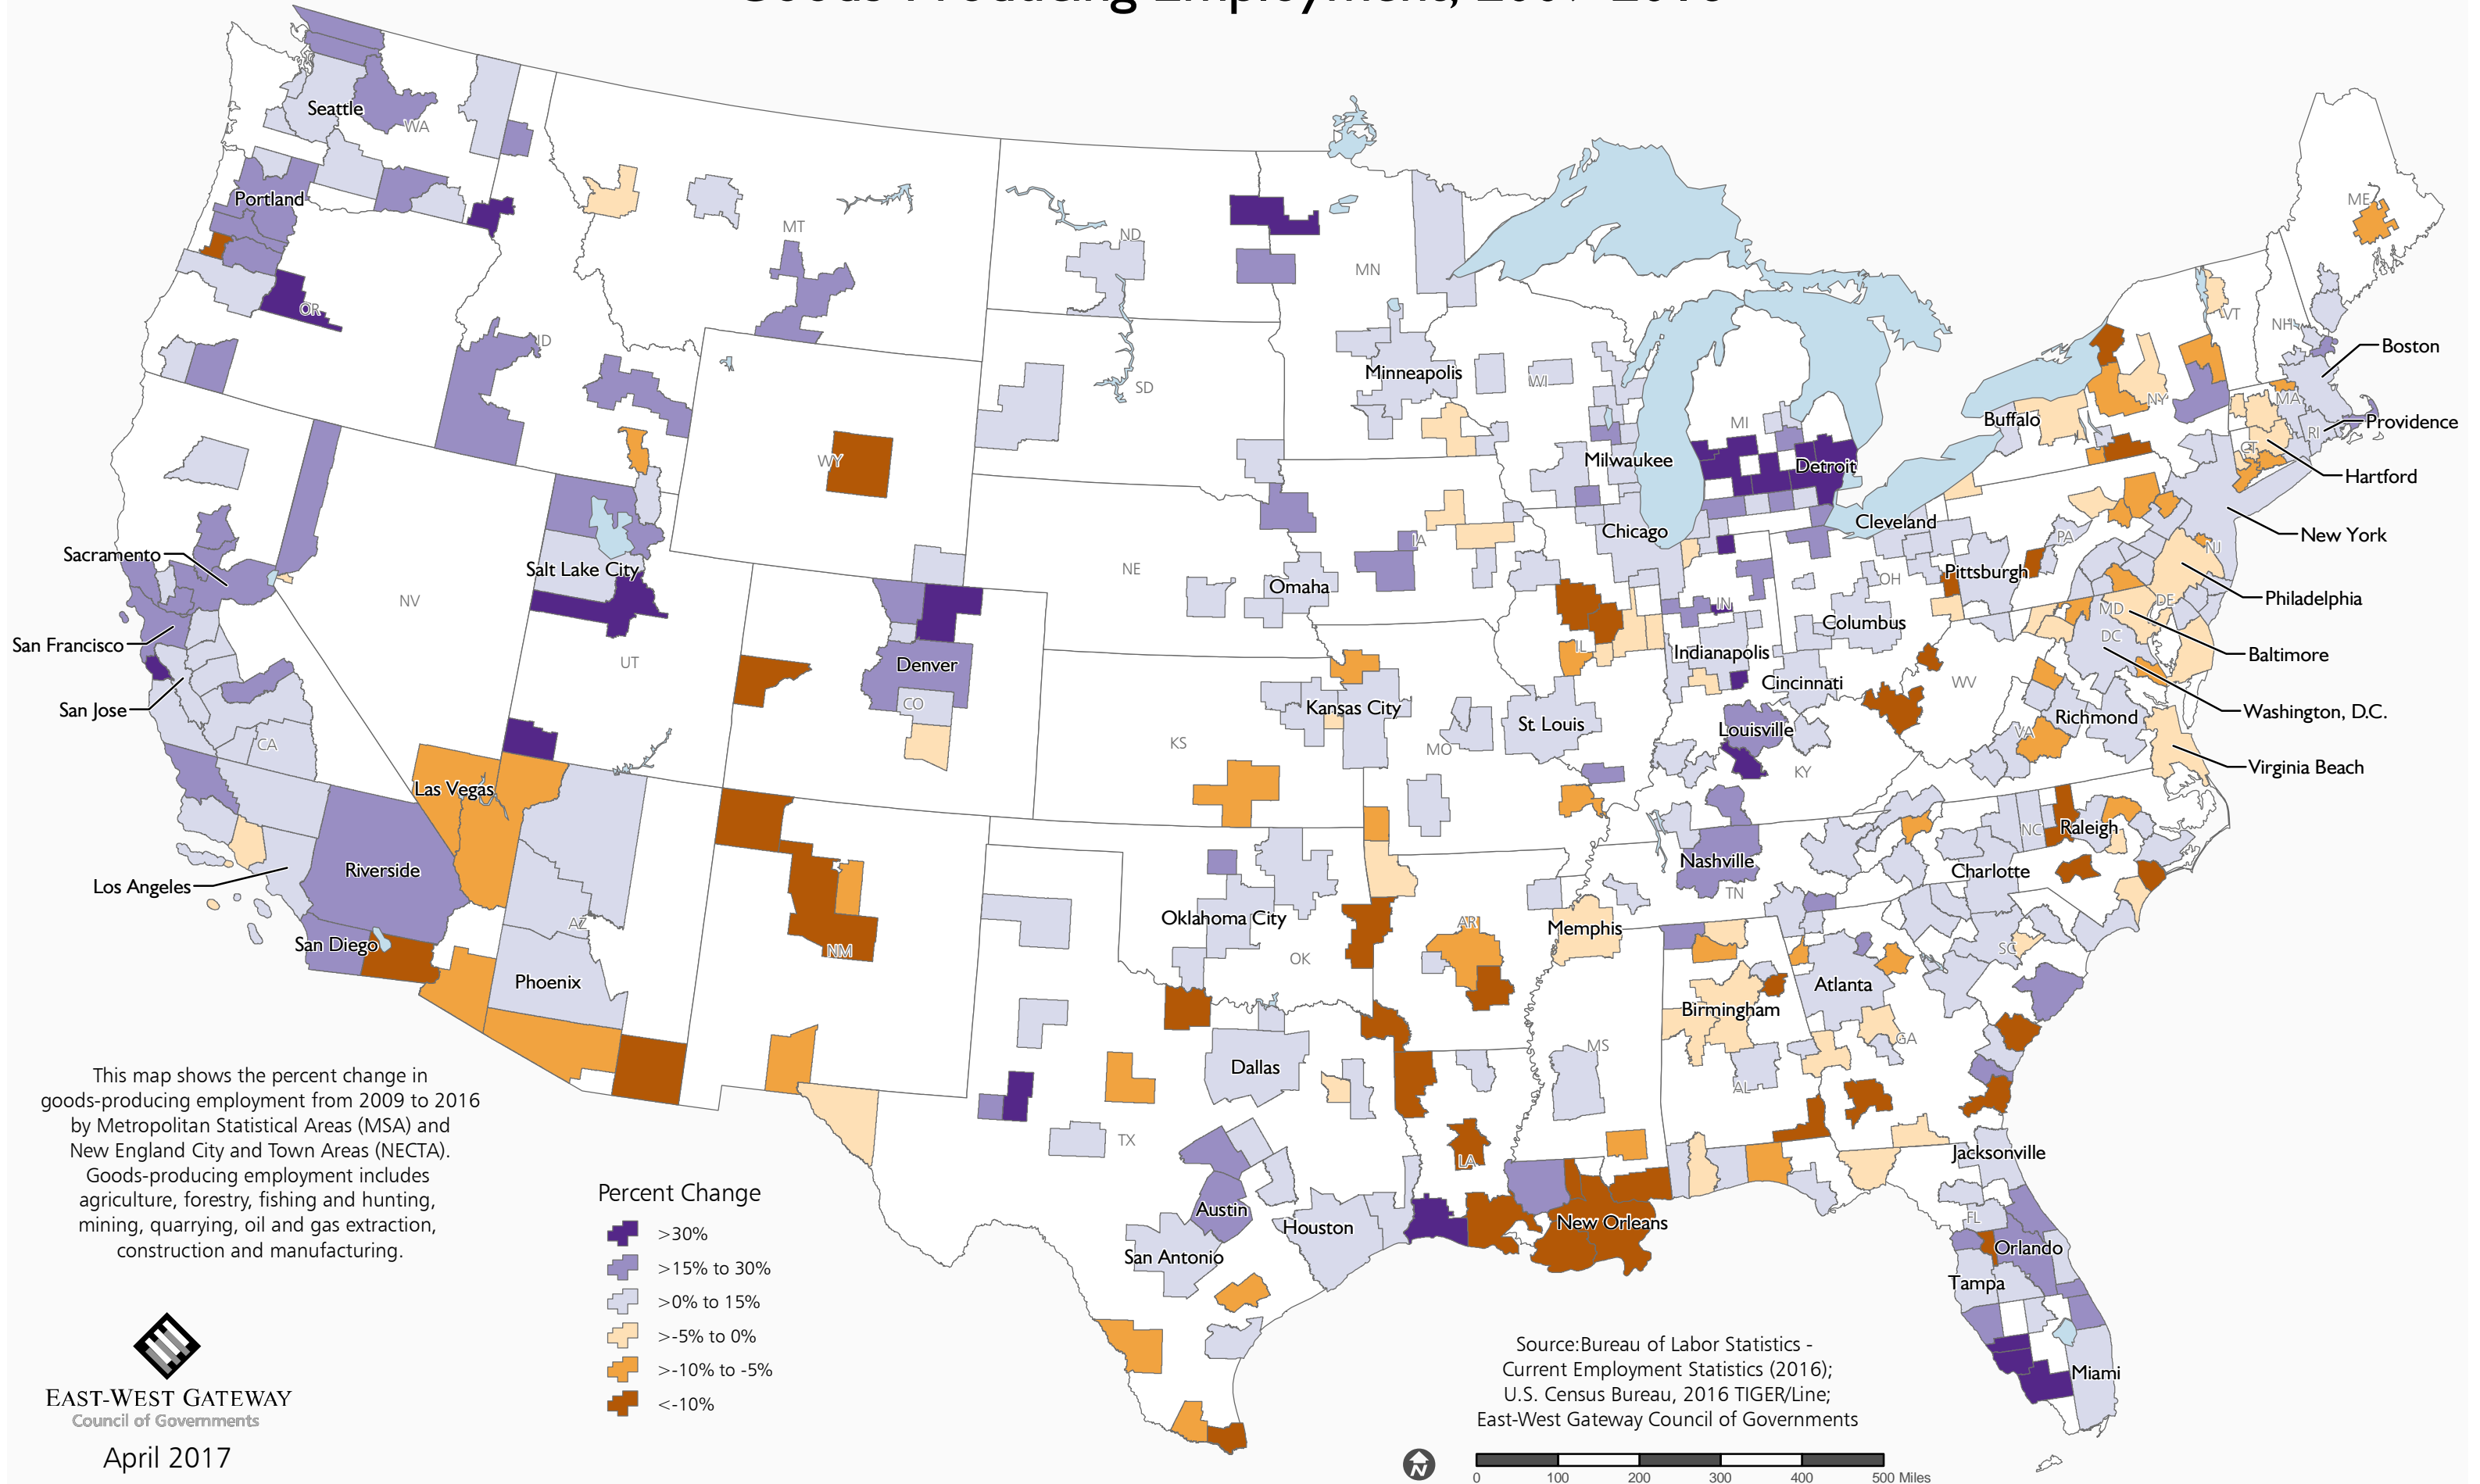 Seattle
WA
Portland
OR
ID
MT
ND
MN
SD
WY
NE
IA
WI
MI
Minneapolis
Milwaukee
Chicago
Detroit
Cleveland
Buffalo
NY
VT
NH
ME
MA
CT
RI
Boston
Providence
Hartford
New York
Philadelphia
Baltimore
Washington, D.C.
Virginia Beach
PA
NJ
DE
MD
DC
Pittsburgh
OH
Columbus
Cincinnati
Indianapolis
IN
IL
WV
VA
Richmond
Louisville
KY
St. Louis
MO
Kansas City
KS
Omaha
Denver
CO
Salt Lake City
UT
NV
Sacramento
San Francisco
San Jose
CA
Las Vegas
Riverside
Los Angeles
San Diego
AZ
Phoenix
NM
Oklahoma City
OK
AR
Memphis
Nashville
TN
NC
Raleigh
Charlotte
SC
Atlanta
GA
Birmingham
AL
MS
LA
Dallas
TX
Austin
San Antonio
Houston
New Orleans
Jacksonville
FL
Orlando
Tampa
Miami
This map shows the percent change in
goods-producing employment from 2009 to 2016
by Metropolitan Statistical Areas (MSA) and
New England City and Town Areas (NECTA).
Goods-producing employment includes
agriculture, forestry, fishing and hunting,
mining, quarrying, oil and gas extraction,
construction and manufacturing.
Percent Change
>30%
>15% to 30%
>0% to 15%
>-5% to 0%
>-10% to -5%
<-10%
EAST-WEST GATEWAY
Council of Governments
April 2017
Source:Bureau of Labor Statistics -
Current Employment Statistics (2016);
U.S. Census Bureau, 2016 TIGER/Line;
East-West Gateway Council of Governments
N
0 100 200 300 400 500 Miles